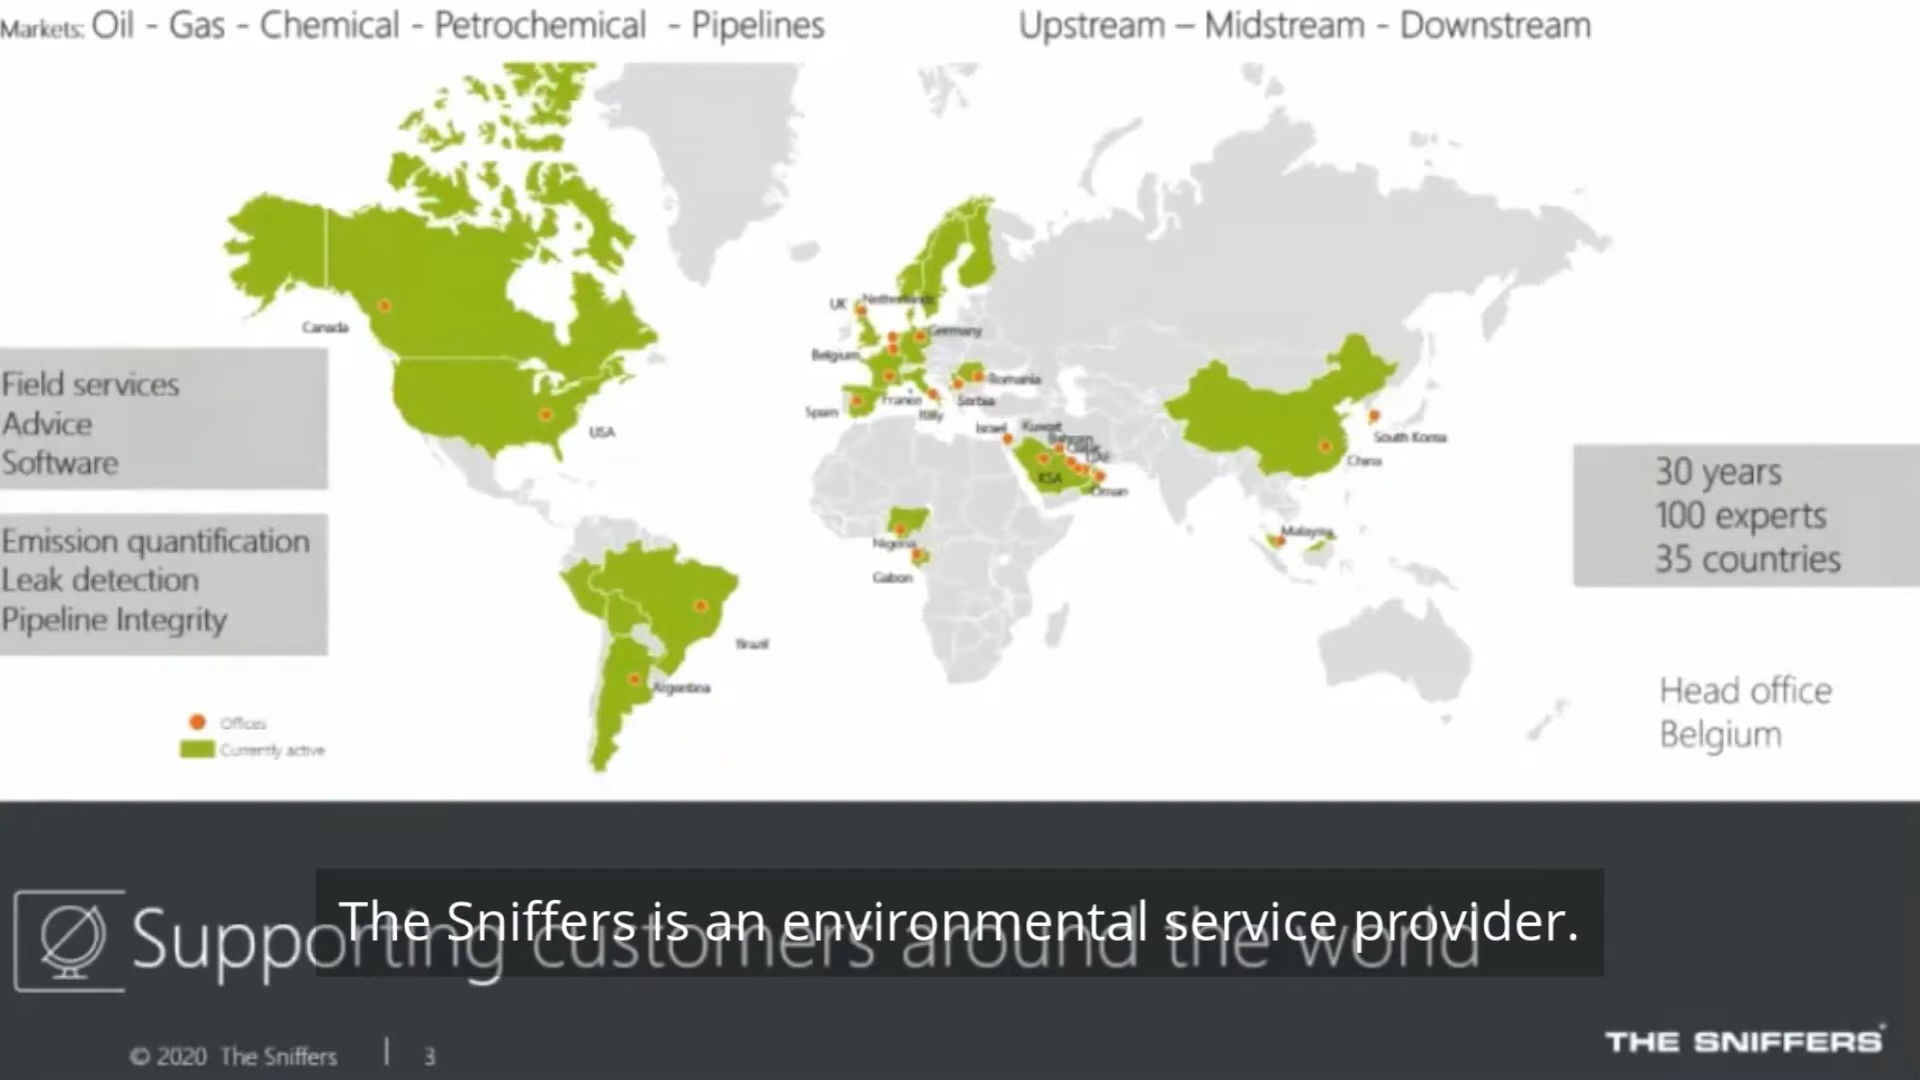 Markets: Oil - Gas - Chemical - Petrochemical - Pipelines
Upstream – Midstream - Downstream
UK
Netherlands
Germany
Canada
Belgium
Romania
France
Serbia
Spain
Italy
Field services
Advice
Software
USA
Israel
Kuwait
Bahrain
Qatar
UAE
KSA
Oman
South Korea
China
30 years
100 experts
35 countries
Emission quantification
Leak detection
Pipeline Integrity
Nigeria
Gabon
Malaysia
Brazil
Argentina
Head office
Belgium
Offices
Currently active
The Sniffers is an environmental service provider.
Supporting customers around the world
© 2020 The Sniffers | 3
THE SNIFFERS